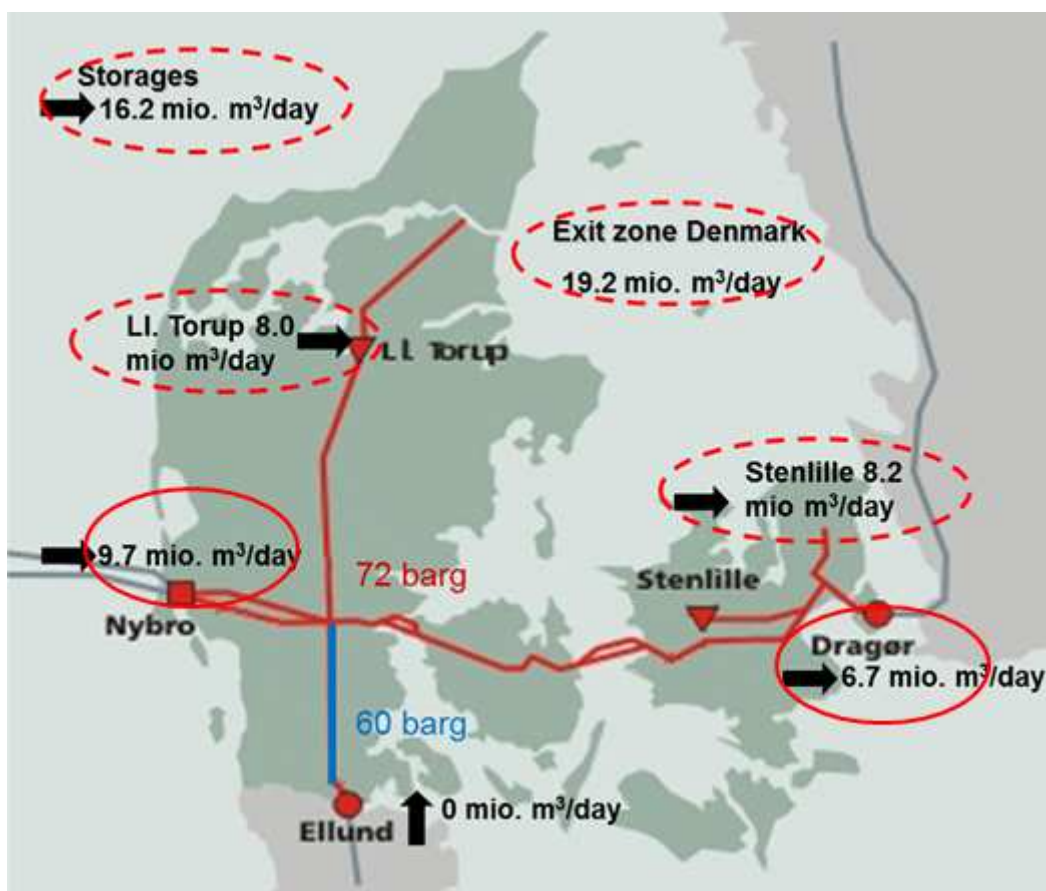 Storages
16.2 mio. m³/day
Exit zone Denmark
19.2 mio. m³/day
Ll. Torup 8.0
mio m³/day
Ll. Torup
Stenlille 8.2
mio m³/day
9.7 mio. m³/day
72 barg
Stenlille
Nybro
Dragør
6.7 mio. m³/day
60 barg
0 mio. m³/day
Ellund